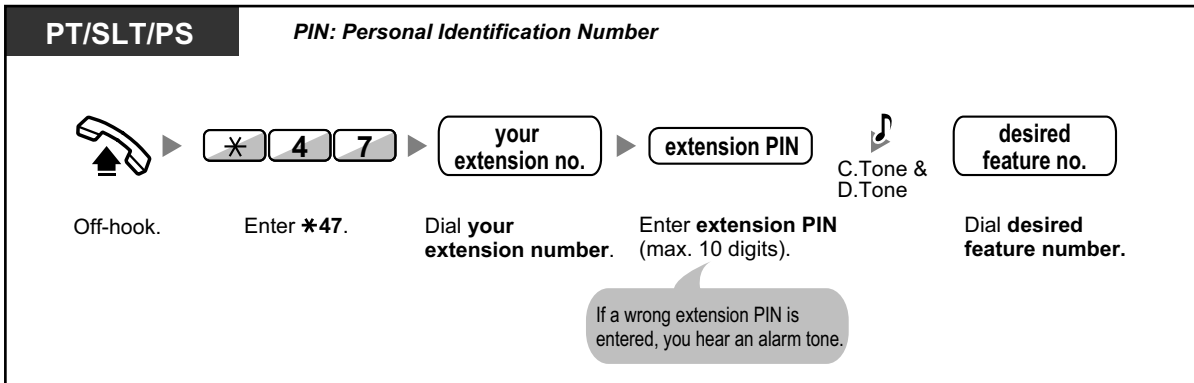 PT/SLT/PS
PIN: Personal Identification Number
* 4 7
your
extension no.
extension PIN
C.Tone &
D.Tone
desired
feature no.
Off-hook.
Enter *47.
Dial your
extension number.
Enter extension PIN
(max. 10 digits).
Dial desired
feature number.
If a wrong extension PIN is
entered, you hear an alarm tone.